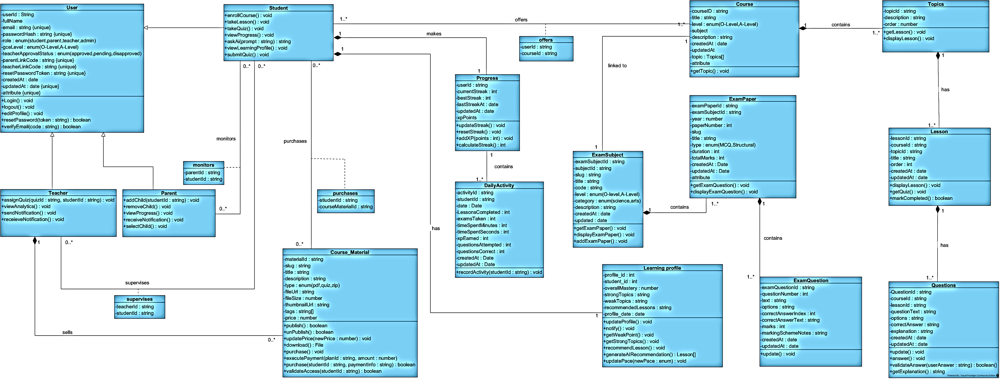 User
-userId : String
-fullName
-email : string {unique}
-passwordHash : string {unique}
-role : enum(student,parent,teacher,admin)
-gceLevel : enum(O-Level,A-Level)
-teacherApprovalStatus : enum(approved,pending,disapproved)
-parentLinkCode : string {unique}
-teacherLinkCode : string {unique}
-resetPasswordToken : string {unique}
-createdAt : date
-updatedAt : date {unique}
-attribute {unique}
+Login() : void
+logout() : void
+editProfile() : void
+resetPassword(token : string) : boolean
+verifyEmail(code : string) : boolean
Student
+enrollCourse() : void
+takeLesson() : void
+takeQuiz() : void
+viewProgress() : void
+askAi(prompt : string) : string
+viewLearningProfile() : void
+submitQuiz() : void
1..*
offers
1..*
1
makes
1
1
has
1
0..*
0..*
0..*
monitors
purchases
0..*
0..*
supervises
0..*
1
sells
0..*
offers
-userId : string
-courseId : string
Course
-courseID : string
-title : string
-level : enum(O-Level,A-Level)
-subject
-description : string
-createdAt : date
-updatedAt
-topic : Topics[]
-attribute
+getTopic() : void
1
contains
1..*
1
linked to
1
Topics
-topicId : string
-description : string
-order : number
+getLesson() : void
+displayLesson() : void
1
has
1..*
Progress
-userId : string
-currentStreak : int
-bestStreak : int
-lastStreakAt : date
-updatedAt : date
-xpPoints
+updateStreak() : void
+resetStreak() : void
+addXP(points : int) : void
+calculateStreak() : int
1
contains
1..*
ExamPaper
-examPaperId : string
-examSubjectId : string
-year : number
-paperNumber : int
-slug
-title : string
-type : enum(MCQ,Structural)
-duration : int
-totalMarks : int
-createdAt : Date
-updatedAt : Date
-attribute
+getExamQuestion() : void
+displayExamQuestion() : void
1..*
contains
1
1
contains
1..*
Lesson
-lessonId : string
-courseId : string
-topicId : string
-title : string
-order : int
-createdAt : date
-updatedAt : date
+displayLesson() : void
+getQuiz() : void
+markCompleted() : boolean
1
has
1..*
ExamSubject
-examSubjectId : string
-subjectId : string
-slug : string
-title : string
-code : string
-level : enum(O-level,A-Level)
-category : enum(science,arts)
-description : string
-createdAt : date
-updated : date
+getExamPaper() : void
+displayExamPaper() : void
+addExamPaper() : void
monitors
-parentId : string
-studentId : string
Teacher
+assignQuiz(quizId : string, studentId : string) : void
+viewAnalytics() : void
+sendNotification() : void
+receieveNotification() : void
Parent
+addChild(studentId : string) : void
+removeChild() : void
+viewProgress() : void
+receiveNotification() : void
+selectChild() : void
purchases
-stiudentId : string
-courseMaterialId : string
DailyActivity
-activityId : string
-studentId : string
-date : Date
-LessonsCompleted : int
-examsTaken : int
-timeSpentMinutes : int
-timeSpentSeconds : int
-xpEarned : int
-questionsAttempted : int
-questionsCorrect : int
-createdAt : Date
-updatedAt : Date
+recordActivity(studentId : string) : void
supervises
-teacherId : string
-studentId : string
Course_Material
-materialId : string
-slug : string
-title : string
-description : string
-type : enum(pdf,quiz,zip)
-fileUrl : string
-fileSize : number
-thumbnailUrl : string
-tags : string[]
-price : number
+publish() : boolean
+unPublish() : boolean
+updatePrice(newPrice : number) : void
+download() : File
+purchase() : void
+executePayment(planId : string, amount : number)
+purchase(studentId : string, paymentInfo : string) : boolean
+validateAccess(studentId : string) : boolean
Learning profile
-profile_id : int
-student_id : int
-overallMastery : number
-strongTopics : string
-weakTopics : string
-recommendedLessons : string
-profile_date : date
+updateProfile() : void
+notify() : void
+getWeakPoint() : void
+getStrongTopics() : void
+recommendLesson() : void
+generateAIRecommendation() : Lesson[]
+updatePace(newPace : enum) : void
ExamQuestion
-examQuestionId : string
-questionNumber : int
-text : string
-options : string
-correctAnswerIndex : int
-correctAnswerText : string
-marks : int
-markingSchemeNotes : string
-createdAt : date
-updatedAt : date
+update() : void
Questions
-QuestionId : string
-courseId : string
-lessonId : string
-questionText : string
-options : string
-correctAnswer : string
-explanation : string
-createdAt : date
-updatedAt : date
+update() : void
+answer() : void
+validateAnswer(userAnswer : string) : boolean()
+getExplanation() : string
Powered By: Visual Paradigm Community Edition